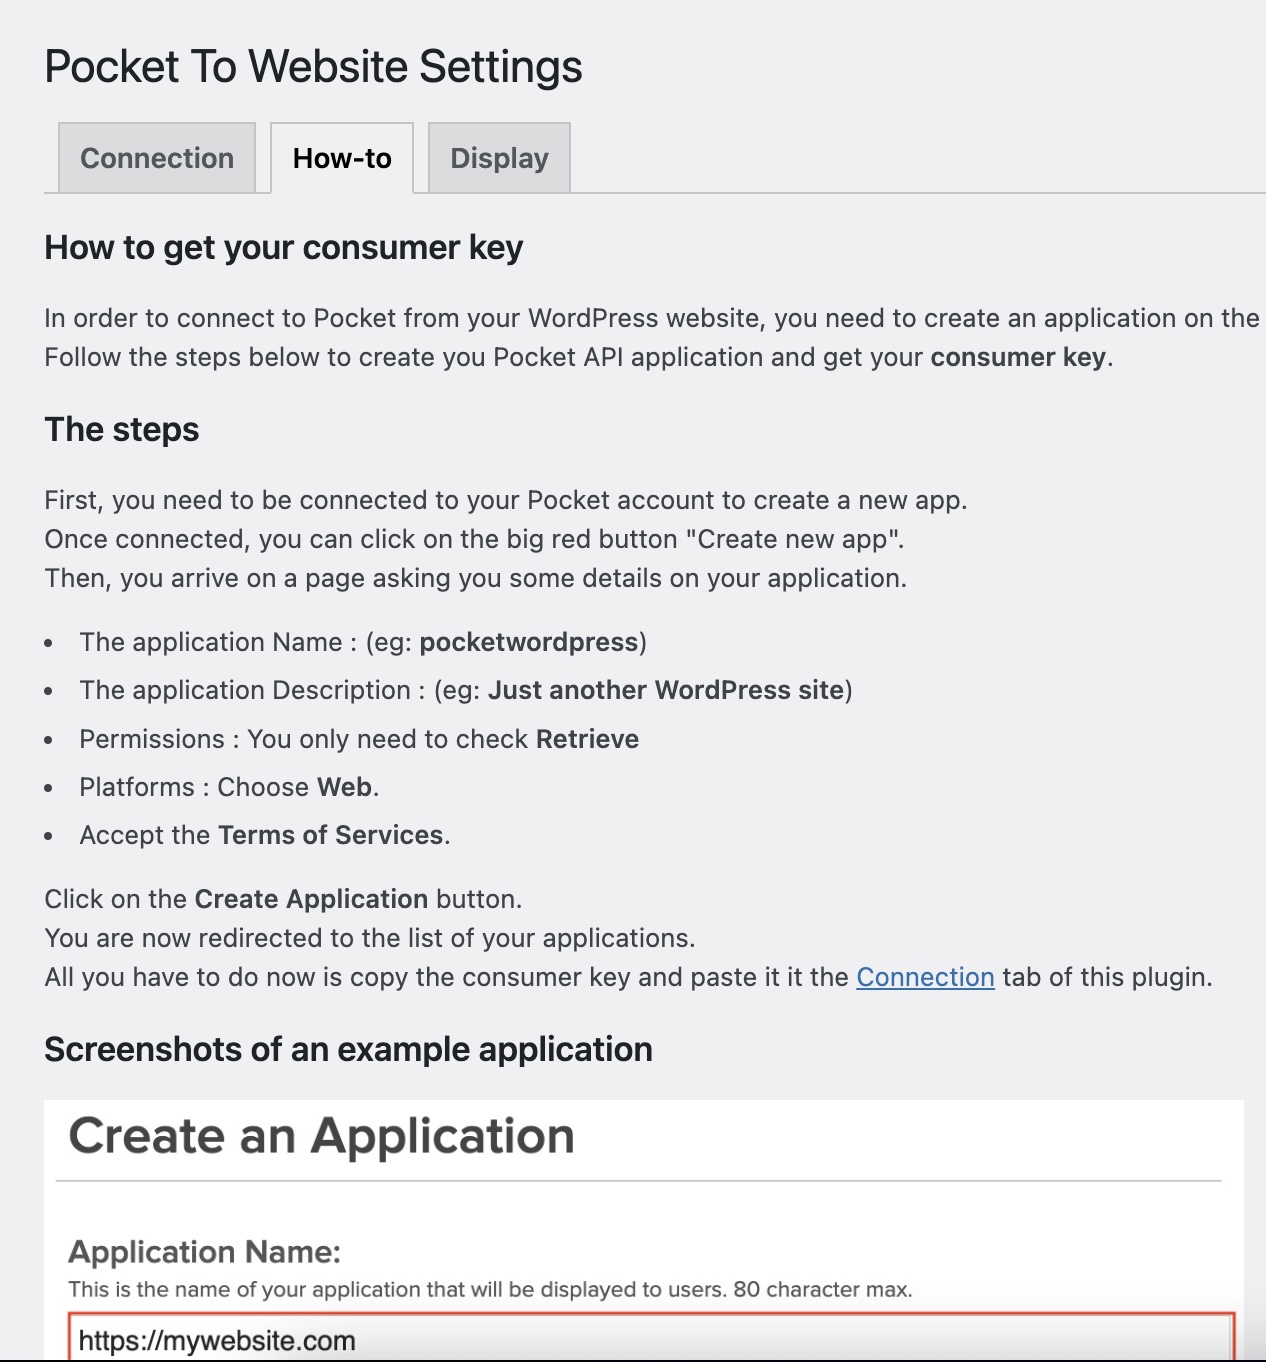 Pocket To Website Settings
Connection
How-to
Display
How to get your consumer key
In order to connect to Pocket from your WordPress website, you need to create an application on the
Follow the steps below to create you Pocket API application and get your consumer key.
The steps
First, you need to be connected to your Pocket account to create a new app.
Once connected, you can click on the big red button "Create new app".
Then, you arrive on a page asking you some details on your application.
• The application Name : (eg: pocketwordpress)
• The application Description : (eg: Just another WordPress site)
• Permissions : You only need to check Retrieve
• Platforms : Choose Web.
• Accept the Terms of Services.
Click on the Create Application button.
You are now redirected to the list of your applications.
All you have to do now is copy the consumer key and paste it it the Connection tab of this plugin.
Screenshots of an example application
Create an Application
Application Name:
This is the name of your application that will be displayed to users. 80 character max.
https://mywebsite.com